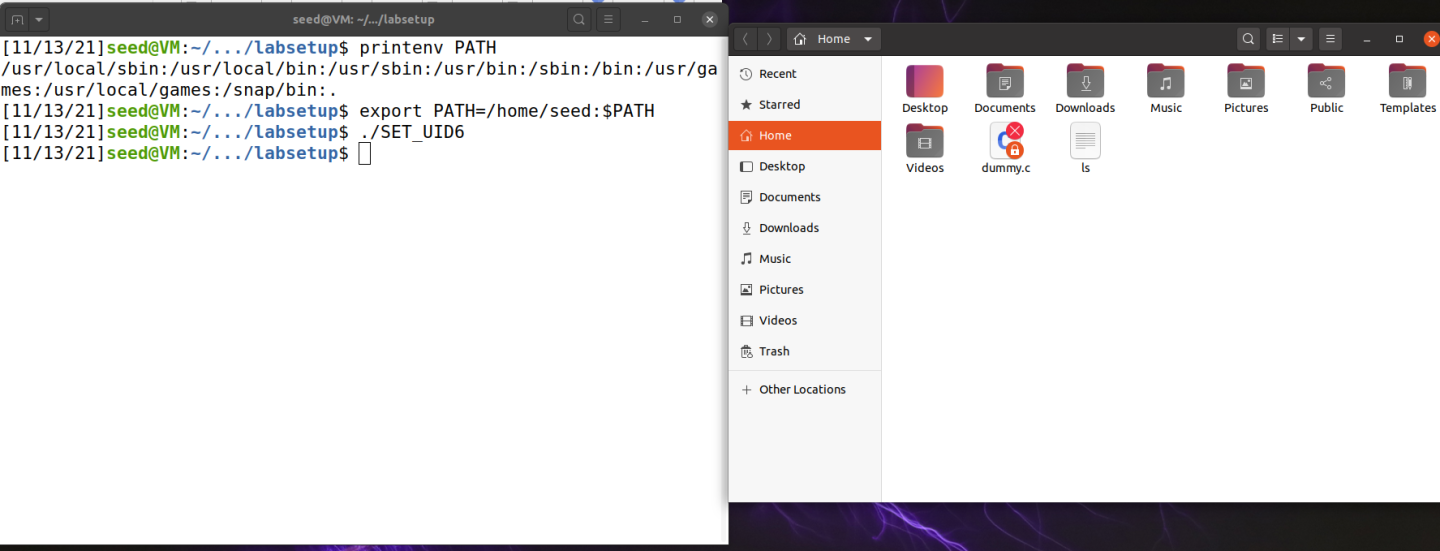 seed@VM: ~/.../labsetup
[11/13/21]seed@VM:~/.../labsetup$ printenv PATH
/usr/local/sbin:/usr/local/bin:/usr/sbin:/usr/bin:/sbin:/bin:/usr/ga
mes:/usr/local/games:/snap/bin:.
[11/13/21]seed@VM:~/.../labsetup$ export PATH=/home/seed:$PATH
[11/13/21]seed@VM:~/.../labsetup$ ./SET_UID6
[11/13/21]seed@VM:~/.../labsetup$
Home
Recent
Starred
Home
Desktop
Documents
Downloads
Music
Pictures
Videos
Trash
Other Locations
Desktop Documents Downloads Music Pictures Public Templates
Videos dummy.c ls